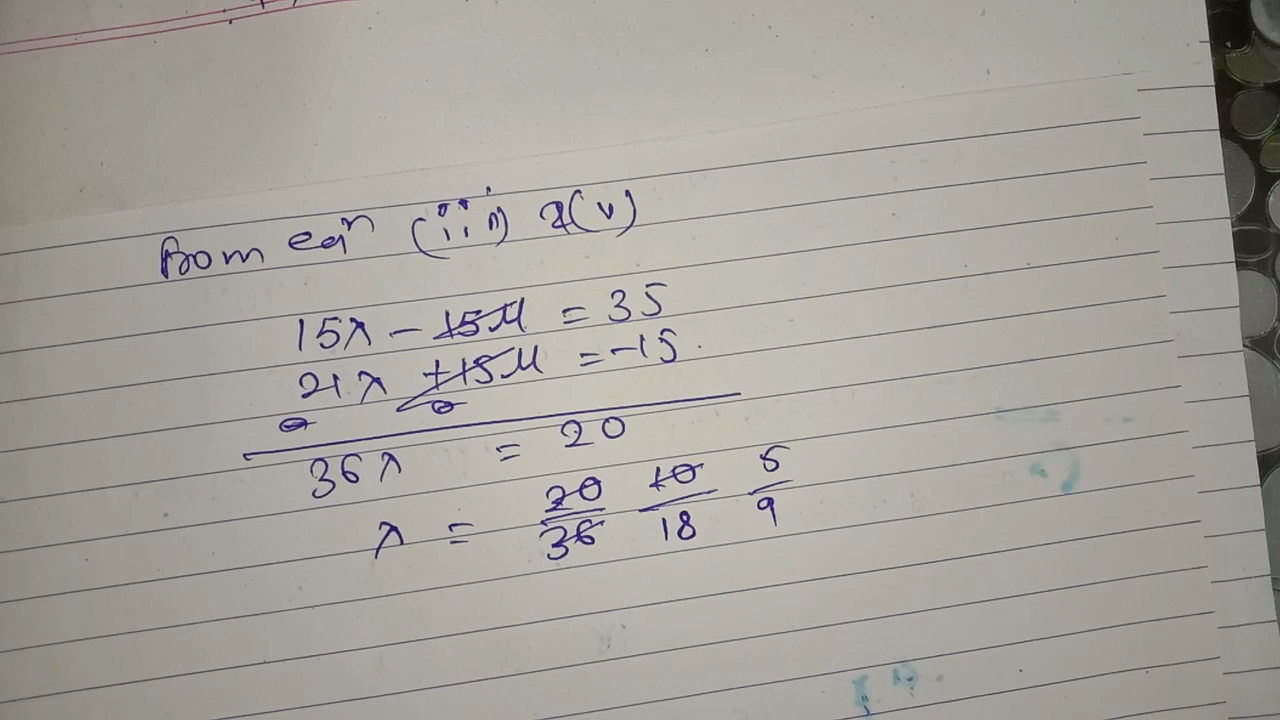 from eqⁿ (iii) & (v)
15λ - 15μ = 35
21λ + 15μ = -15
36λ = 20
λ = 20/36 10/18 5/9